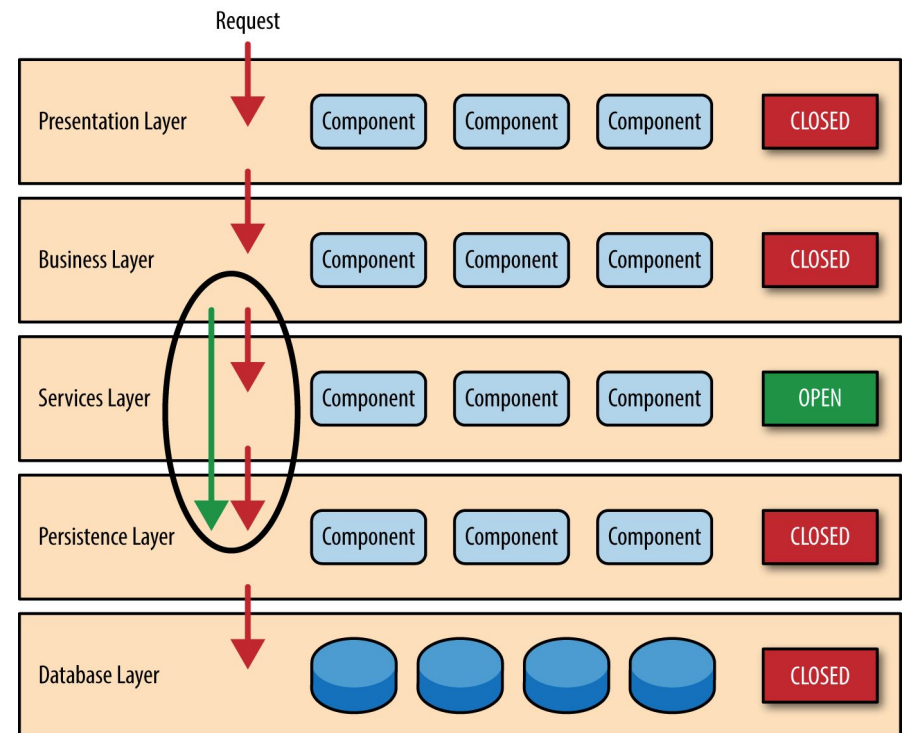 Request
Presentation Layer Component Component Component CLOSED
Business Layer Component Component Component CLOSED
Services Layer Component Component Component OPEN
Persistence Layer Component Component Component CLOSED
Database Layer CLOSED